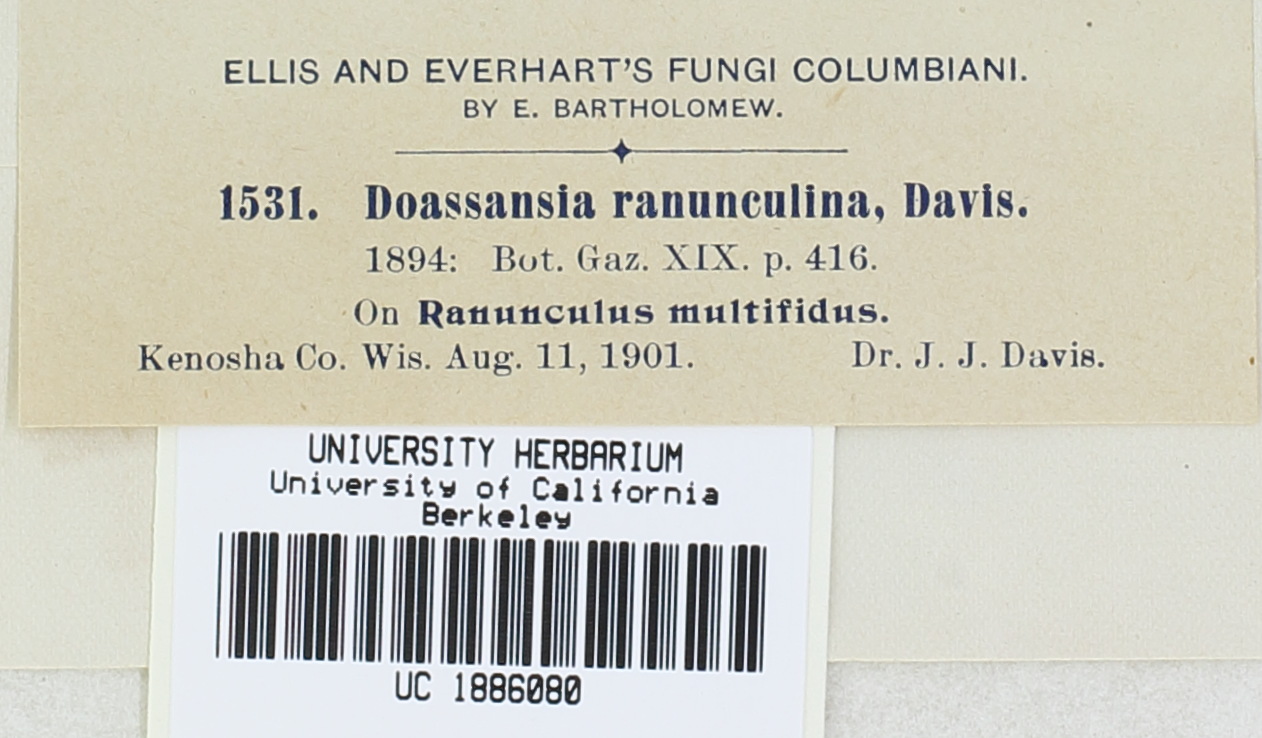 ELLIS AND EVERHART'S FUNGI COLUMBIANI.
BY E. BARTHOLOMEW.
1531. Doassansia ranunculina, Davis.
1894: Bot. Gaz. XIX. p. 416.
On Ranunculus multifidus.
Kenosha Co. Wis. Aug. 11, 1901. Dr. J. J. Davis.
UNIVERSITY HERBARIUM
University of California
Berkeley
UC 1886080